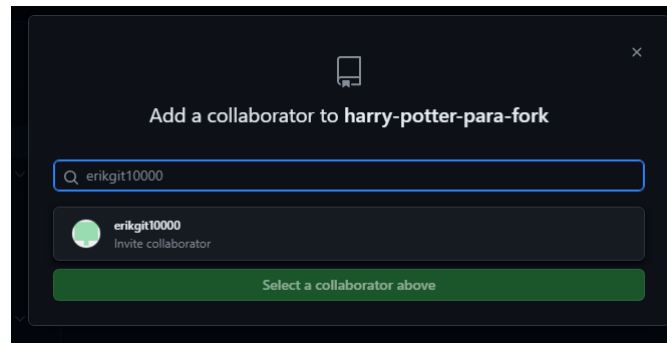 Add a collaborator to harry-potter-para-fork
erikgit10000
erikgit10000
Invite collaborator
Select a collaborator above